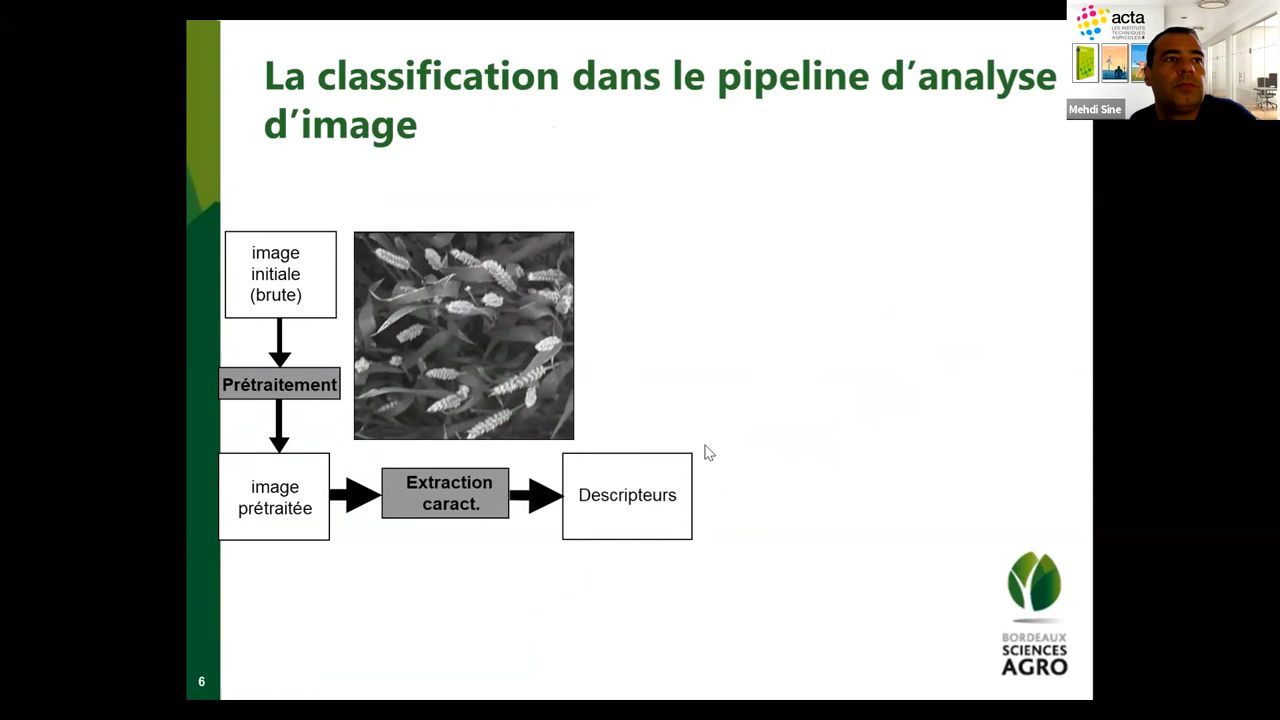 La classification dans le pipeline d’analyse
d’image
acta
LES INSTITUTS
TECHNIQUES
AGRICOLES
Mehdi Sine
image
initiale
(brute)
Prétraitement
image
prétraitée
Extraction
caract.
Descripteurs
BORDEAUX
SCIENCES
AGRO
6